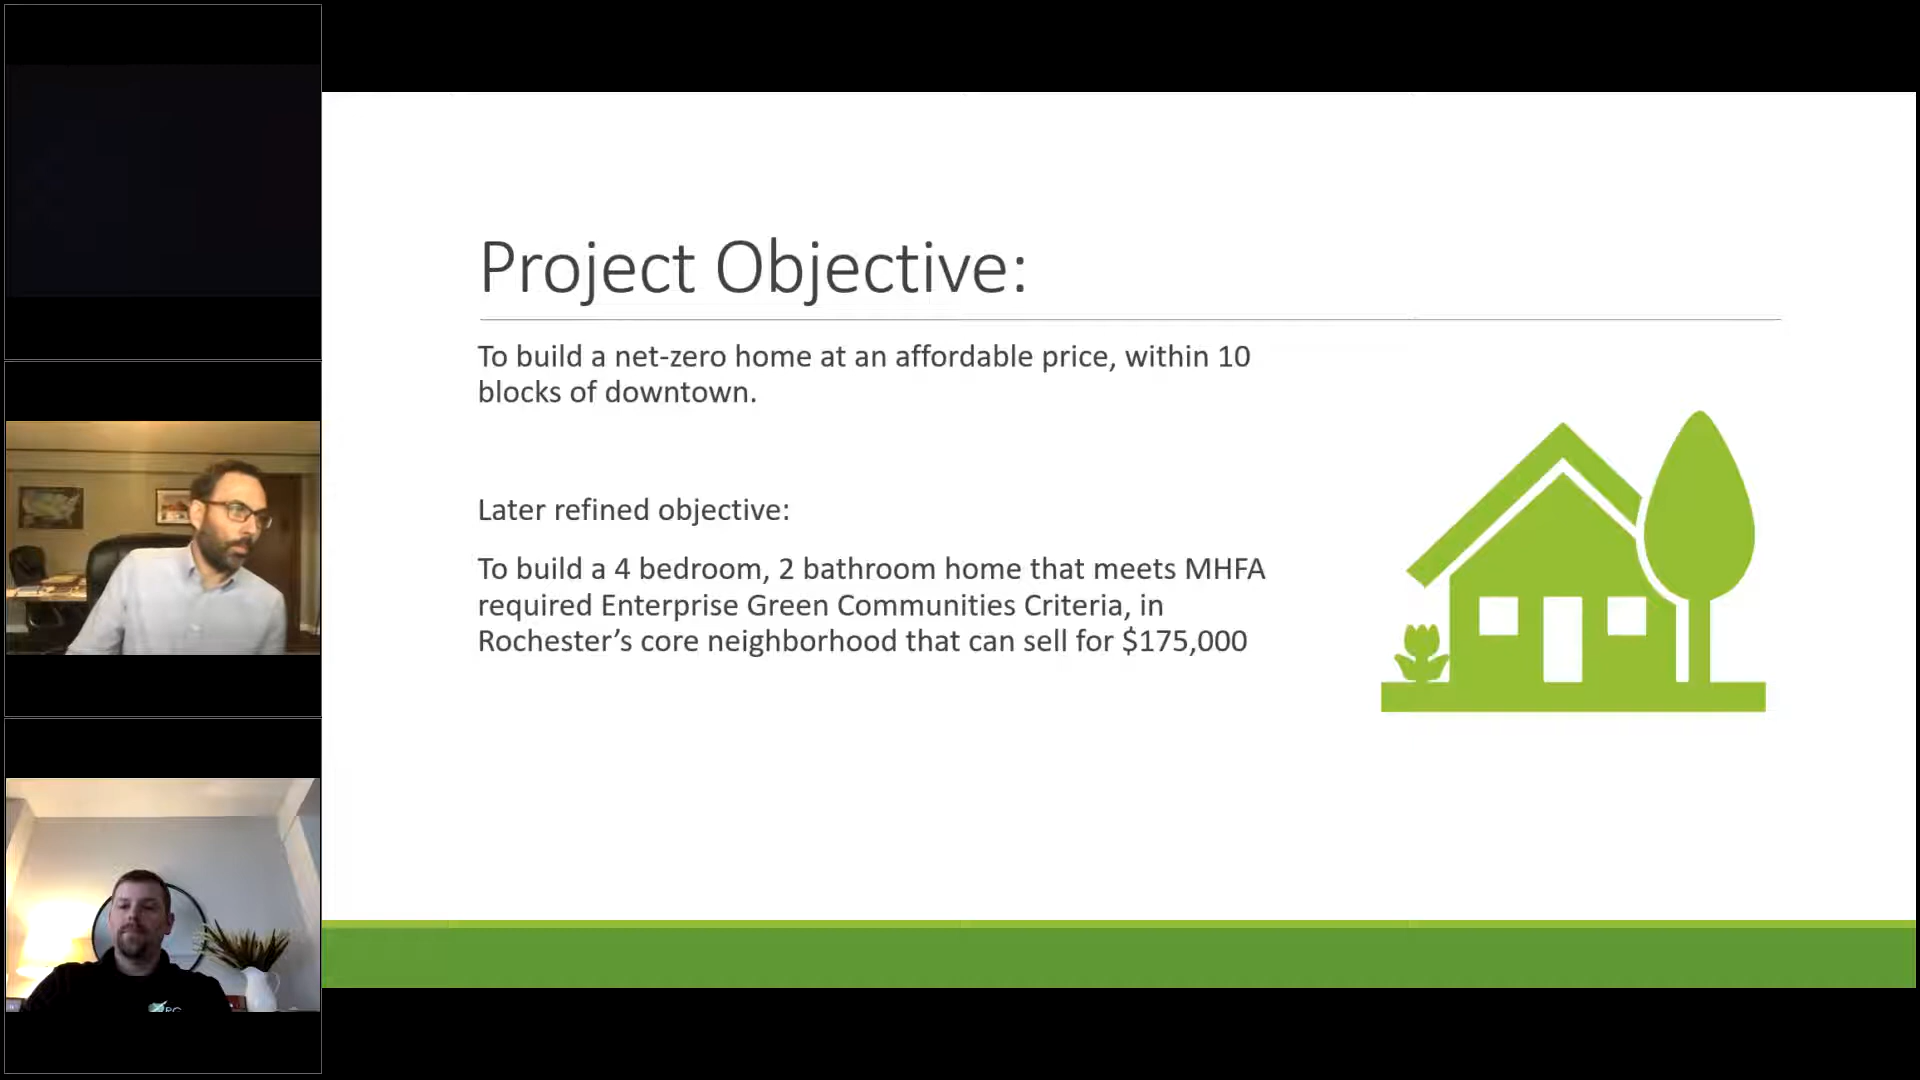 Project Objective:
To build a net-zero home at an affordable price, within 10
blocks of downtown.
Later refined objective:
To build a 4 bedroom, 2 bathroom home that meets MHFA
required Enterprise Green Communities Criteria, in
Rochester’s core neighborhood that can sell for $175,000